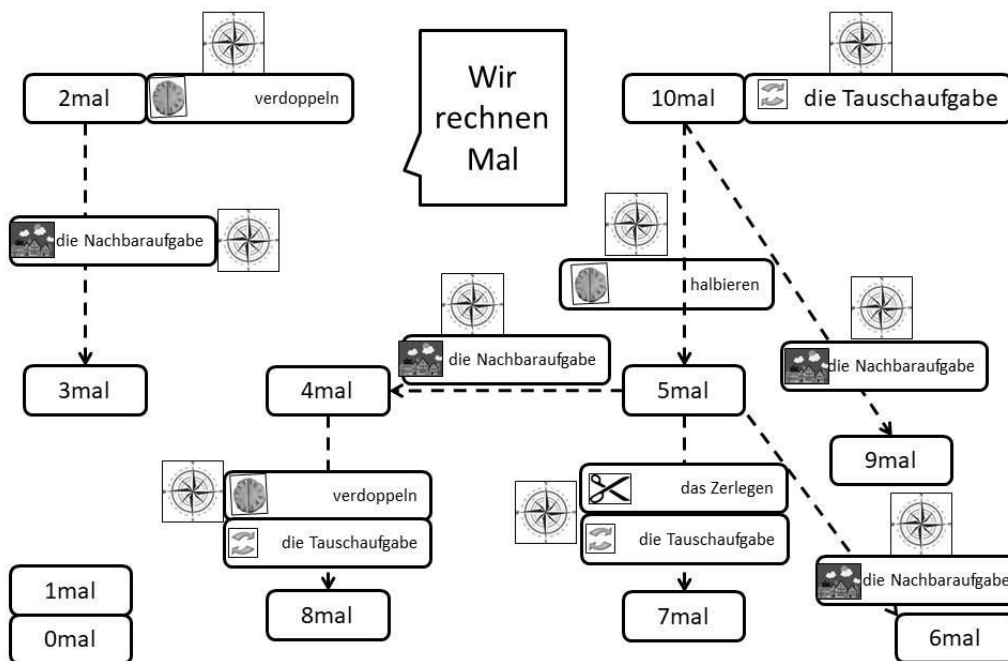 2mal
verdoppeln
Wir
rechnen
Mal
10mal
die Tauschaufgabe
die Nachbaraufgabe
halbieren
die Nachbaraufgabe
die Nachbaraufgabe
3mal
4mal
5mal
9mal
verdoppeln
die Tauschaufgabe
das Zerlegen
die Tauschaufgabe
die Nachbaraufgabe
1mal
0mal
8mal
7mal
6mal